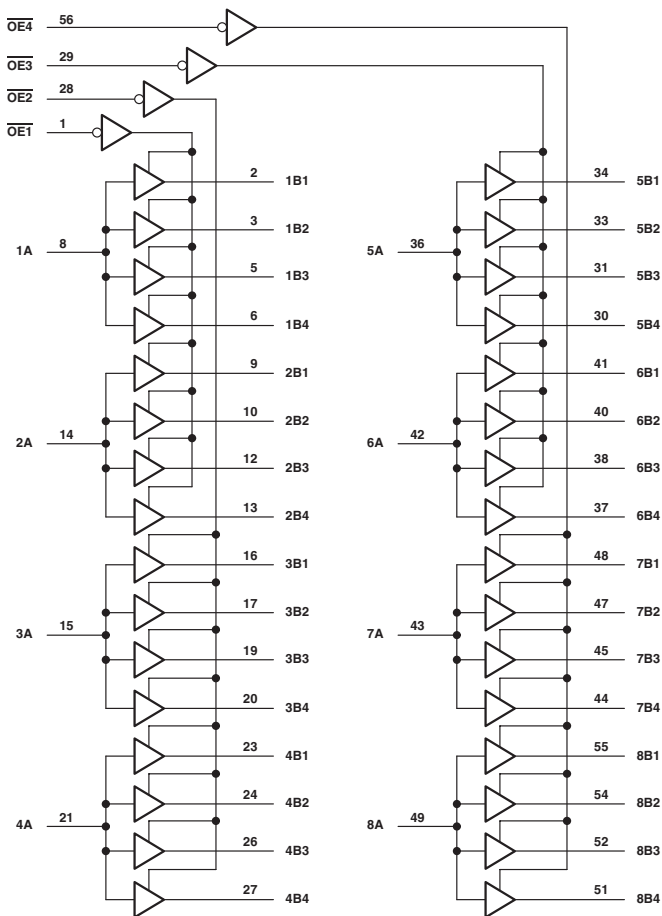 OE4 56
OE3 29
OE2 28
OE1 1
2 1B1
3 1B2
1A 8
5 1B3
6 1B4
9 2B1
10 2B2
2A 14
12 2B3
13 2B4
16 3B1
17 3B2
3A 15
19 3B3
20 3B4
23 4B1
24 4B2
4A 21
26 4B3
27 4B4
34 5B1
33 5B2
5A 36
31 5B3
30 5B4
41 6B1
40 6B2
6A 42
38 6B3
37 6B4
48 7B1
47 7B2
7A 43
45 7B3
44 7B4
55 8B1
54 8B2
8A 49
52 8B3
51 8B4